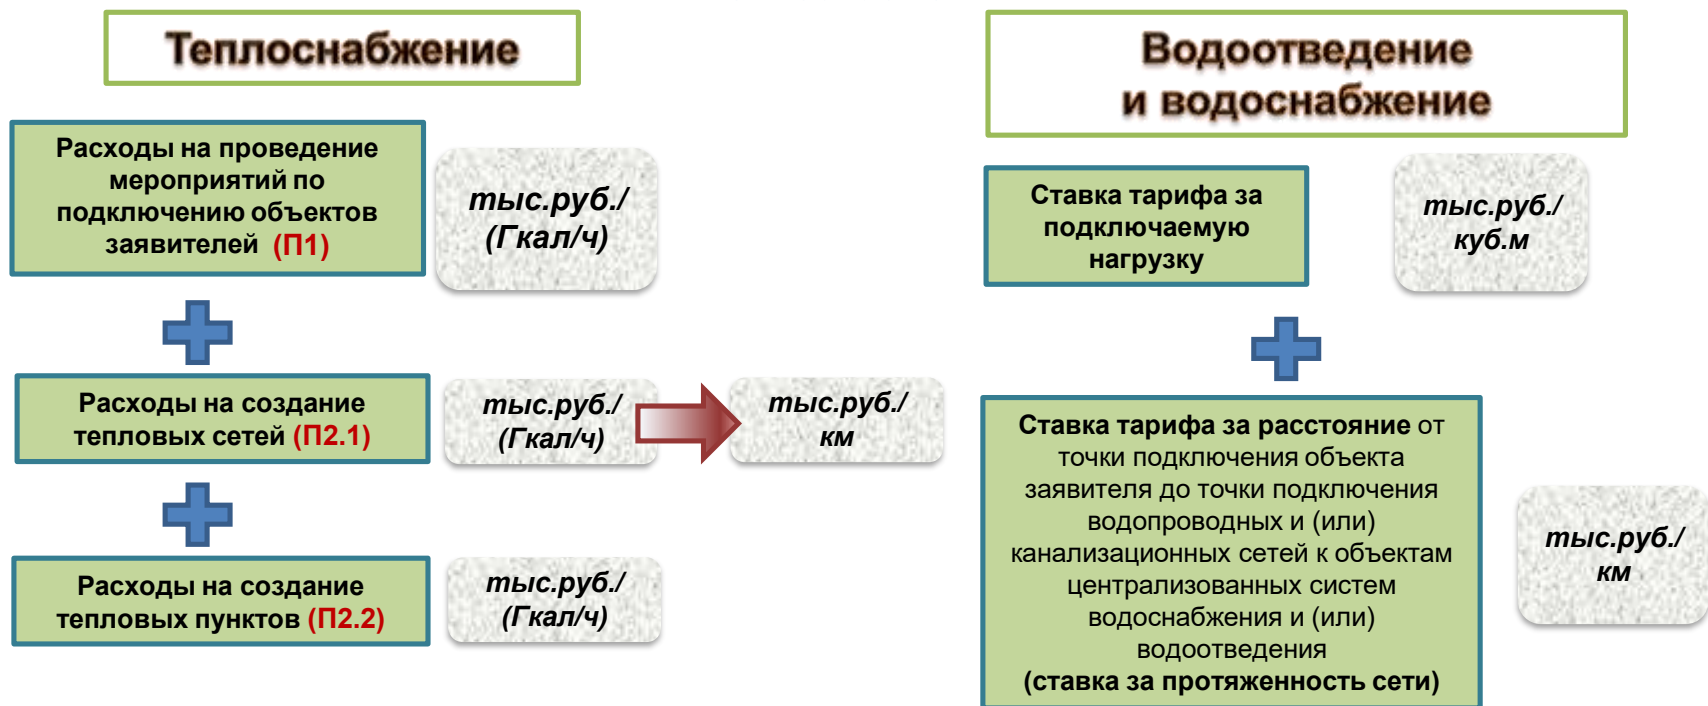 Теплоснабжение
Расходы на проведение
мероприятий по
подключению объектов
заявителей (П1)
тыс.руб./
(Гкал/ч)
Расходы на создание
тепловых сетей (П2.1)
тыс.руб./
(Гкал/ч)
тыс.руб./
км
Расходы на создание
тепловых пунктов (П2.2)
тыс.руб./
(Гкал/ч)
Водоотведение
и водоснабжение
Ставка тарифа за
подключаемую
нагрузку
тыс.руб./
куб.м
Ставка тарифа за расстояние от
точки подключения объекта
заявителя до точки подключения
водопроводных и (или)
канализационных сетей к объектам
централизованных систем
водоснабжения и (или)
водоотведения
(ставка за протяженность сети)
тыс.руб./
км